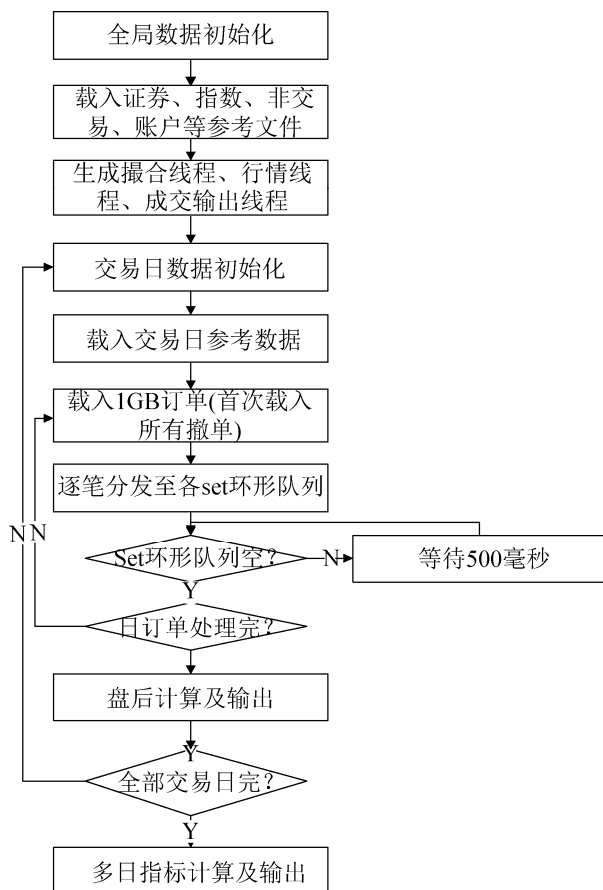 全局数据初始化
载入证券、指数、非交
易、账户等参考文件
生成撮合线程、行情线
程、成交输出线程
交易日数据初始化
载入交易日参考数据
载入1GB订单(首次载入
所有撤单)
逐笔分发至各set环形队列
N
N
Set环形队列空?
N
等待500毫秒
Y
日订单处理完?
盘后计算及输出
Y
全部交易日完?
Y
多日指标计算及输出